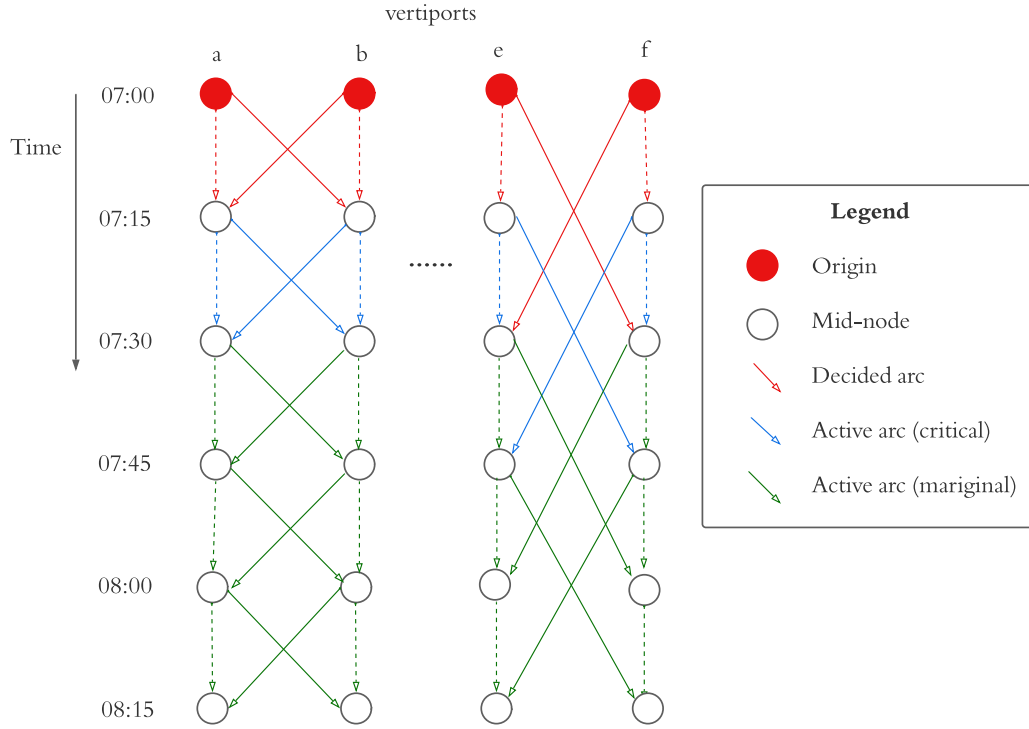 vertiports
a b e f
07:00
Time
07:15
07:30
07:45
08:00
08:15
......
Legend
Origin
Mid-node
Decided arc
Active arc (critical)
Active arc (mariginal)